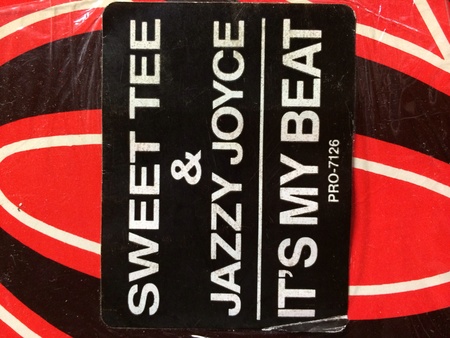 SWEET TEE
&
JAZZY JOYCE
IT'S MY BEAT
PRO-7126